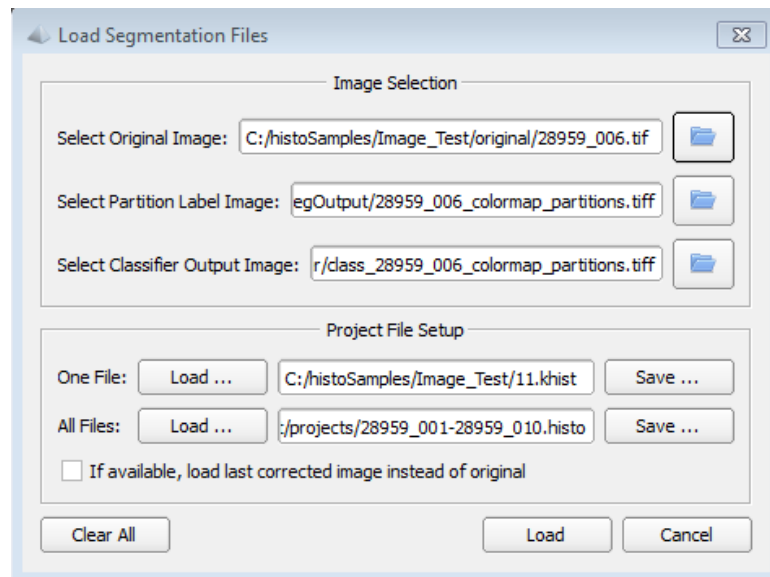 Load Segmentation Files
Image Selection
Select Original Image: C:/histoSamples/Image_Test/original/28959_006.tif
Select Partition Label Image: egOutput/28959_006_colormap_partitions.tiff
Select Classifier Output Image: r/class_28959_006_colormap_partitions.tiff
Project File Setup
One File: Load ... C:/histoSamples/Image_Test/11.khist Save ...
All Files: Load ... :/projects/28959_001-28959_010.histo Save ...
If available, load last corrected image instead of original
Clear All Load Cancel